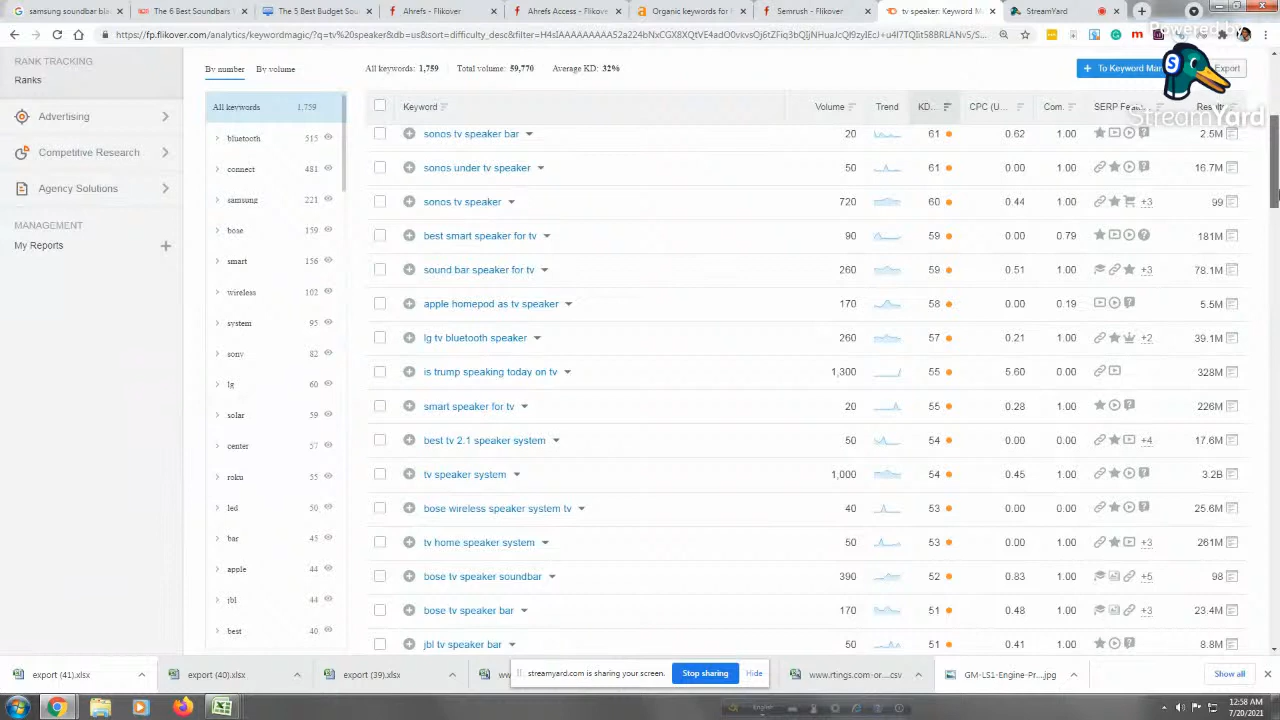 samsung soundbar bla
The 6 Best Soundbars
The 5 Best Budget Sou
Ahrefs - Flikover
Ahrefs Access - Flikove
Organic keywords for
Semrush - Flikover
tv speaker: Keyword M
StreamYard
Powered by
StreamYard
RANK TRACKING
Ranks
Advertising
Competitive Research
Agency Solutions
MANAGEMENT
My Reports
By number By volume
All keywords: 1,759 Total volume: 59,770 Average KD: 32%
To Keyword Man
Export
All keywords 1,759
bluetooth 515
connect 481
samsung 221
bose 159
smart 156
wireless 102
system 95
sony 82
lg 60
solar 59
center 57
roku 55
led 50
bar 45
apple 44
jbl 44
best 40
Keyword Volume Trend KD... CPC (U... Com. SERP Fea... Results
sonos tv speaker bar 20 61 0.62 1.00 2.5M
sonos under tv speaker 50 61 0.00 1.00 16.7M
sonos tv speaker 720 60 0.44 1.00 +3 99
best smart speaker for tv 90 59 0.00 0.79 181M
sound bar speaker for tv 260 59 0.51 1.00 +3 78.1M
apple homepod as tv speaker 170 58 0.00 0.19 5.5M
lg tv bluetooth speaker 260 57 0.21 1.00 +2 39.1M
is trump speaking today on tv 1,300 55 5.60 0.00 328M
smart speaker for tv 20 55 0.28 1.00 226M
best tv 2.1 speaker system 50 54 0.00 0.00 +4 17.6M
tv speaker system 1,000 54 0.45 1.00 3.2B
bose wireless speaker system tv 40 53 0.00 1.00 25.6M
tv home speaker system 50 53 0.00 1.00 +3 261M
bose tv speaker soundbar 390 52 0.83 1.00 +5 98
bose tv speaker bar 170 51 0.48 1.00 +3 23.4M
jbl tv speaker bar 50 51 0.41 1.00 8.8M
export (41).xlsx
export (40).xlsx
export (39).xlsx
streamyard.com is sharing your screen.
Stop sharing
Hide
www.rtings.com-or....csv
GM-LS1-Engine-Pr....jpg
Show all
English
12:58 AM
7/20/2021